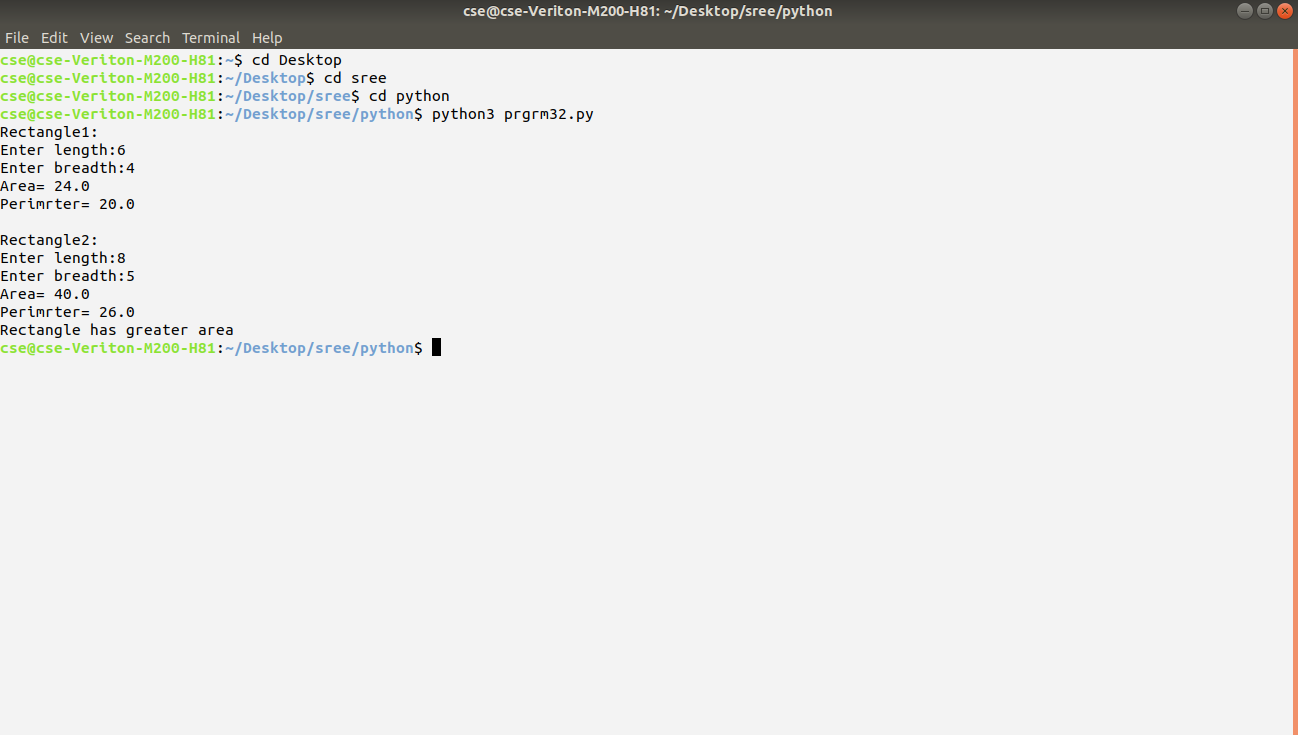 cse@cse-Veriton-M200-H81: ~/Desktop/sree/python
File Edit View Search Terminal Help
cse@cse-Veriton-M200-H81:~$ cd Desktop
cse@cse-Veriton-M200-H81:~/Desktop$ cd sree
cse@cse-Veriton-M200-H81:~/Desktop/sree$ cd python
cse@cse-Veriton-M200-H81:~/Desktop/sree/python$ python3 prgrm32.py
Rectangle1:
Enter length:6
Enter breadth:4
Area= 24.0
Perimrter= 20.0
Rectangle2:
Enter length:8
Enter breadth:5
Area= 40.0
Perimrter= 26.0
Rectangle has greater area
cse@cse-Veriton-M200-H81:~/Desktop/sree/python$